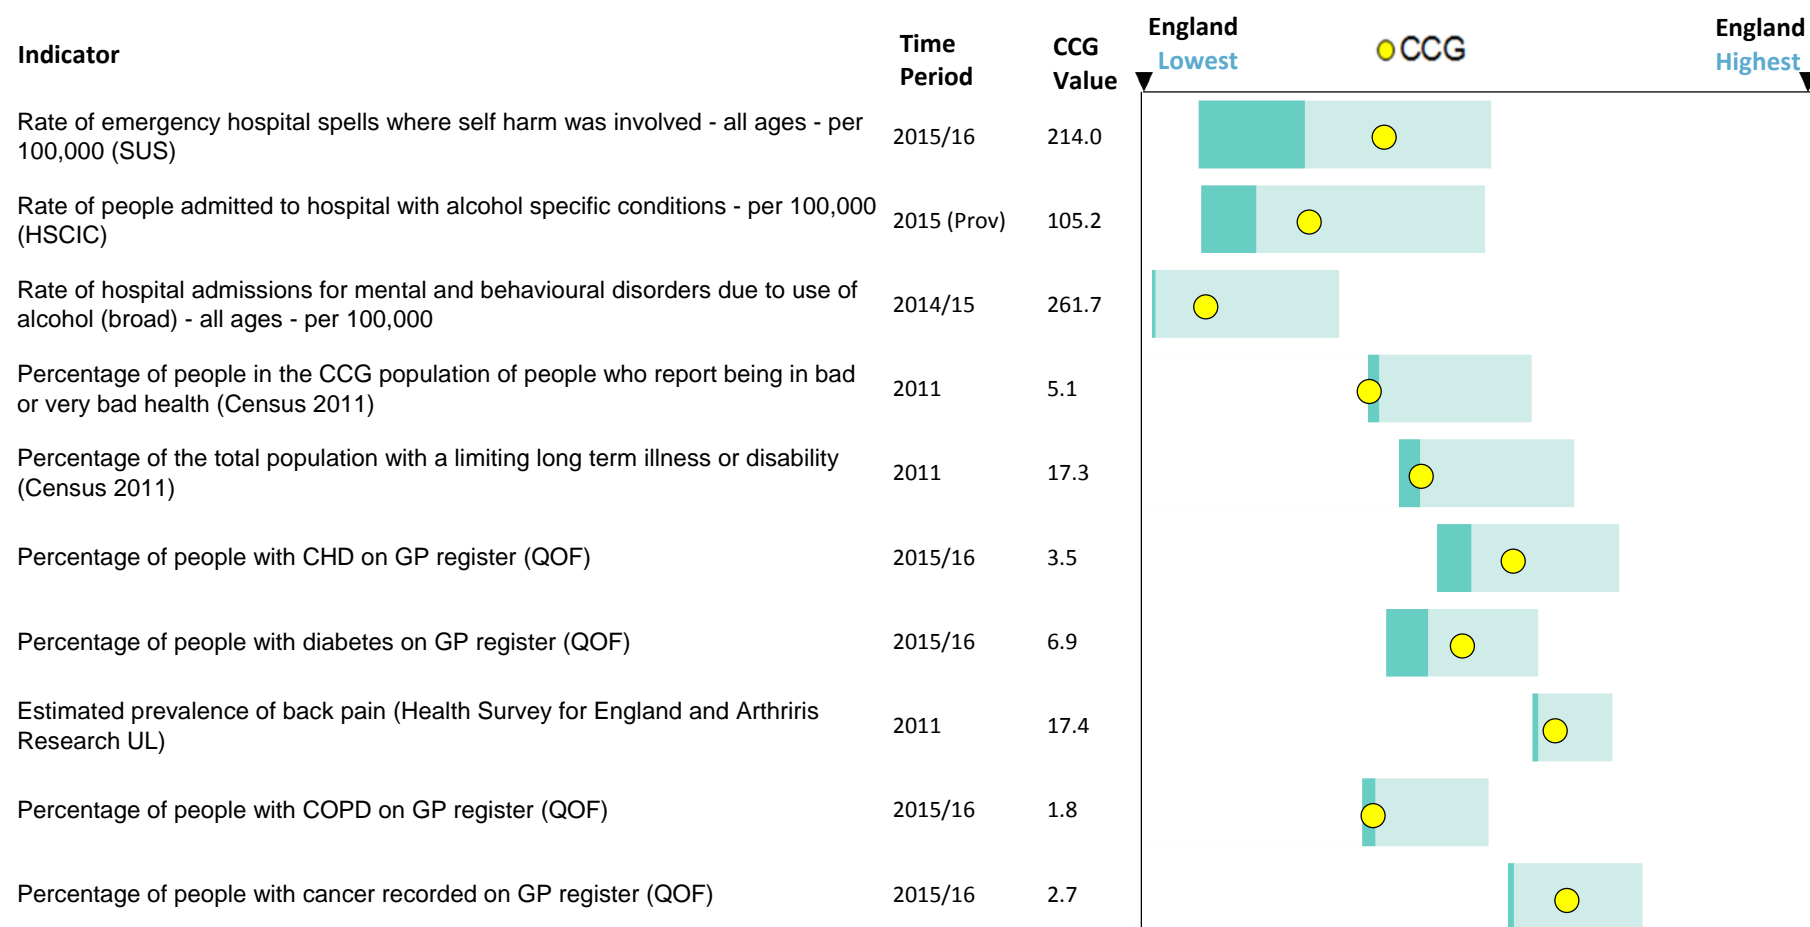 Indicator
Time
Period
CCG
Value
England
Lowest
CCG
England
Highest
Rate of emergency hospital spells where self harm was involved - all ages - per
100,000 (SUS)
2015/16
214.0
Rate of people admitted to hospital with alcohol specific conditions - per 100,000
(HSCIC)
2015 (Prov)
105.2
Rate of hospital admissions for mental and behavioural disorders due to use of
alcohol (broad) - all ages - per 100,000
2014/15
261.7
Percentage of people in the CCG population of people who report being in bad
or very bad health (Census 2011)
2011
5.1
Percentage of the total population with a limiting long term illness or disability
(Census 2011)
2011
17.3
Percentage of people with CHD on GP register (QOF)
2015/16
3.5
Percentage of people with diabetes on GP register (QOF)
2015/16
6.9
Estimated prevalence of back pain (Health Survey for England and Arthriris
Research UL)
2011
17.4
Percentage of people with COPD on GP register (QOF)
2015/16
1.8
Percentage of people with cancer recorded on GP register (QOF)
2015/16
2.7